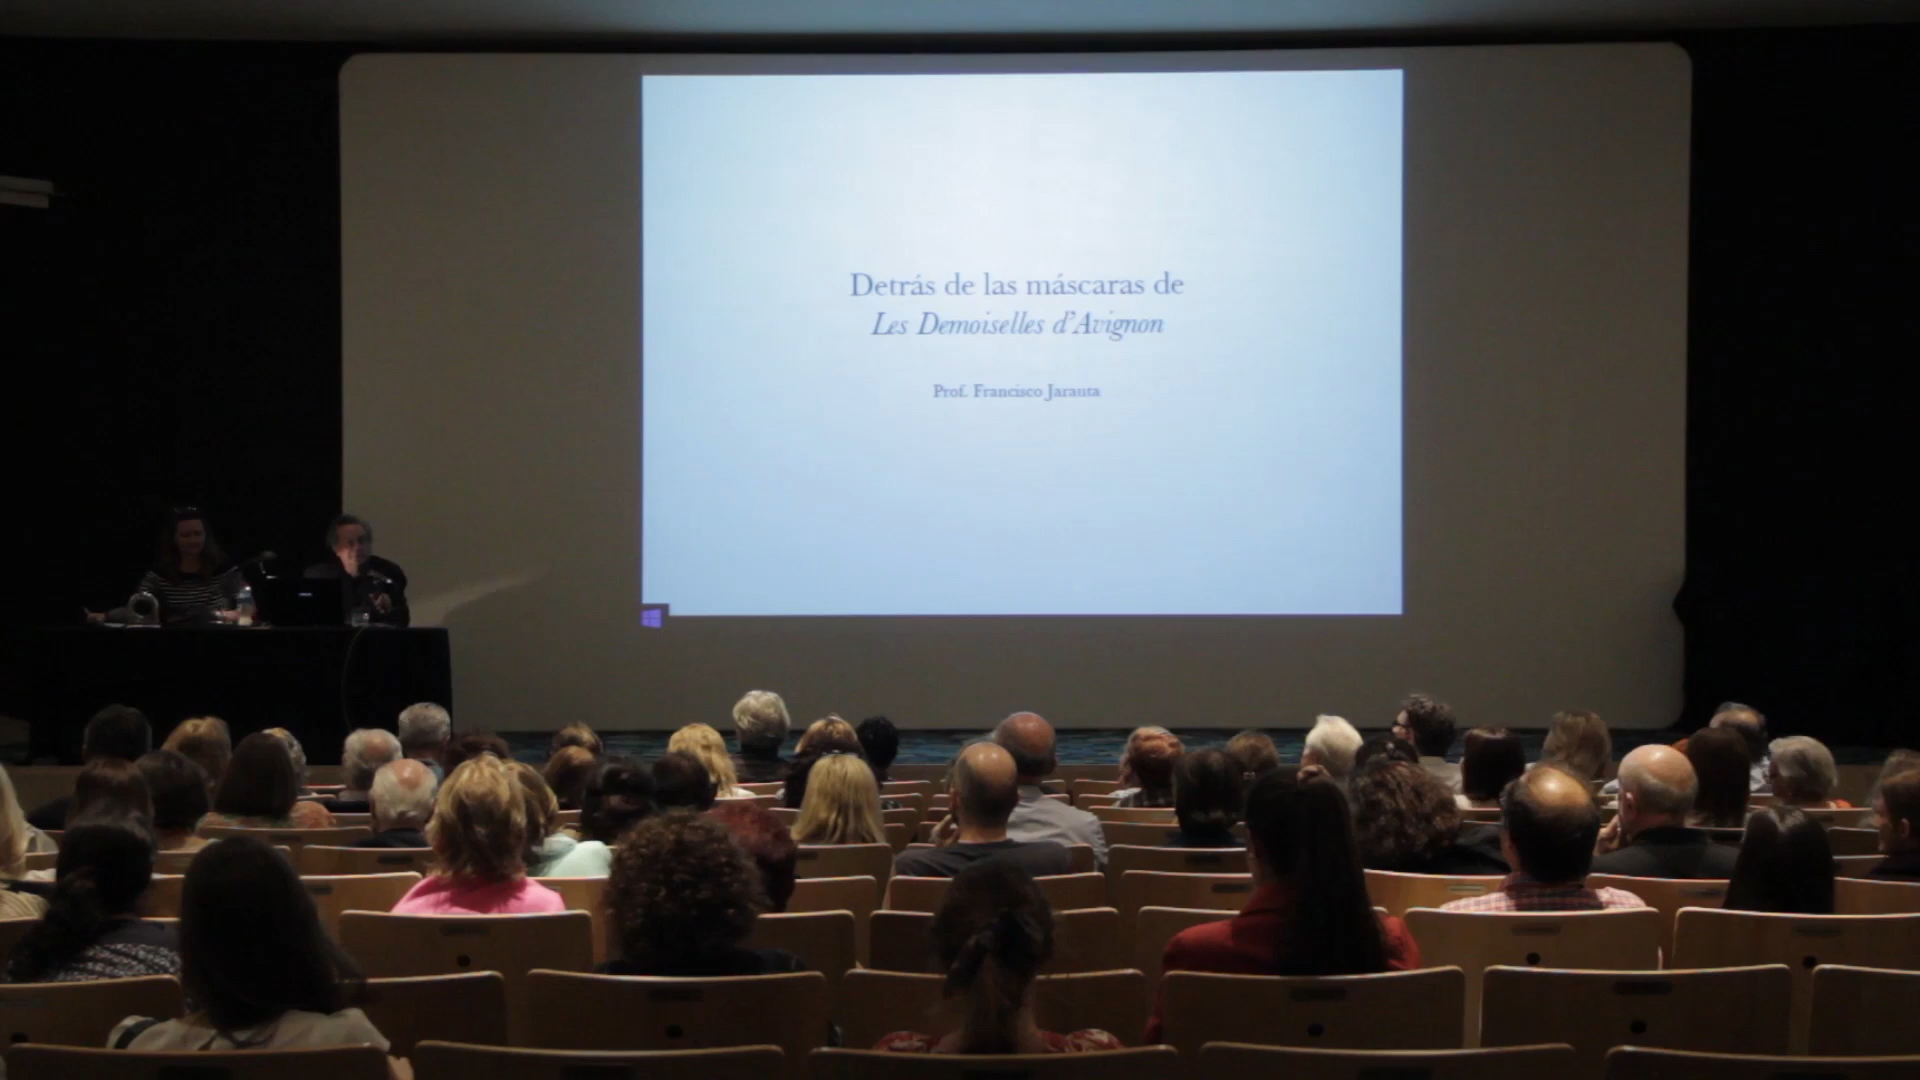 Detrás de las máscaras de
Les Demoiselles d'Avignon
Prof. Francisco Jarauta